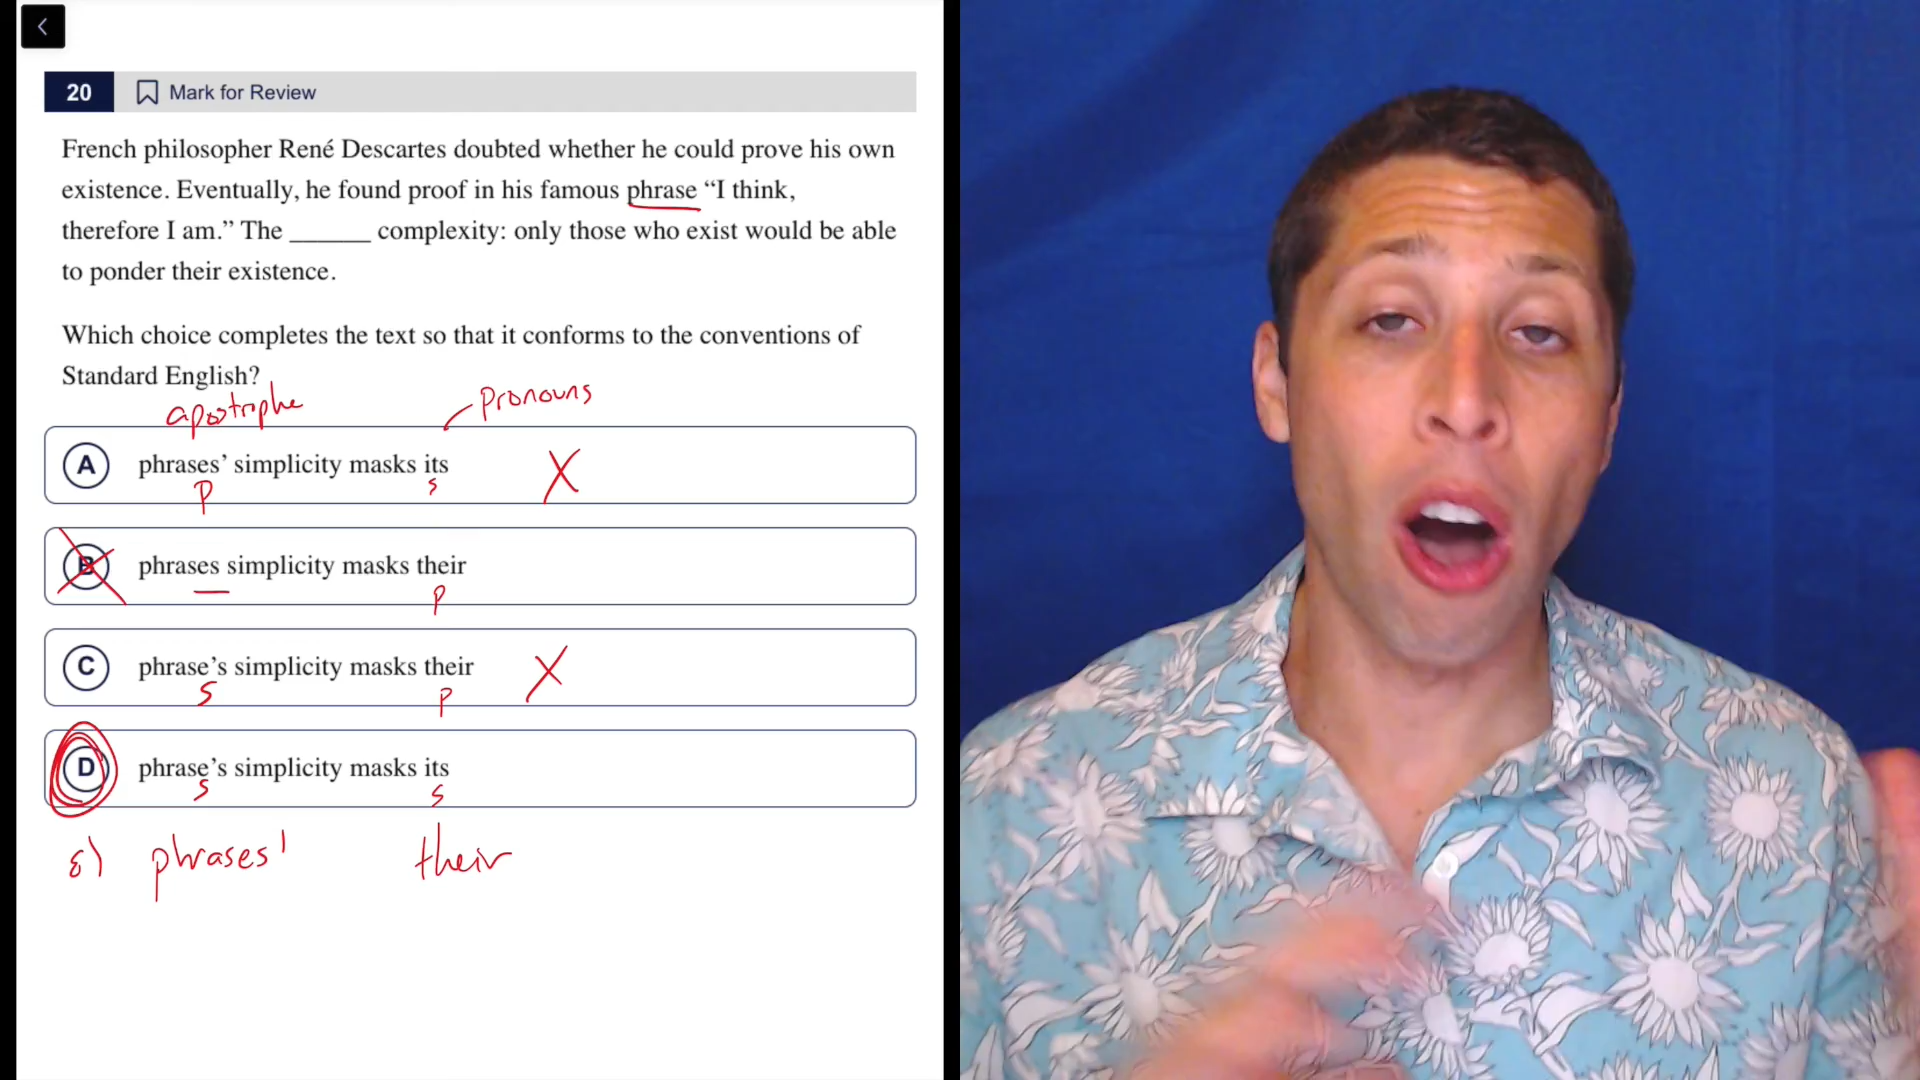 20 Mark for Review
French philosopher René Descartes doubted whether he could prove his own
existence. Eventually, he found proof in his famous phrase “I think,
therefore I am.” The ______ complexity: only those who exist would be able
to ponder their existence.
Which choice completes the text so that it conforms to the conventions of
Standard English?
apostrophe pronouns
A phrases’ simplicity masks its X
p s
B phrases simplicity masks their
p
C phrase’s simplicity masks their X
s p
D phrase’s simplicity masks its
s s
E) phrases' their